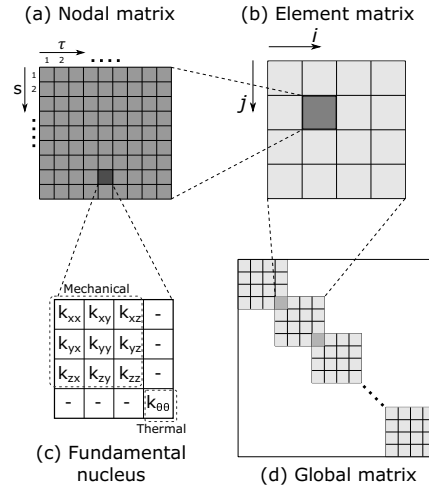 (a) Nodal matrix
τ
1 2
s
1
2
(b) Element matrix
i
j
Mechanical
k_xx k_xy k_xz -
k_yx k_yy k_yz -
k_zx k_zy k_zz -
- - - k_θθ
Thermal
(c) Fundamental
nucleus
(d) Global matrix